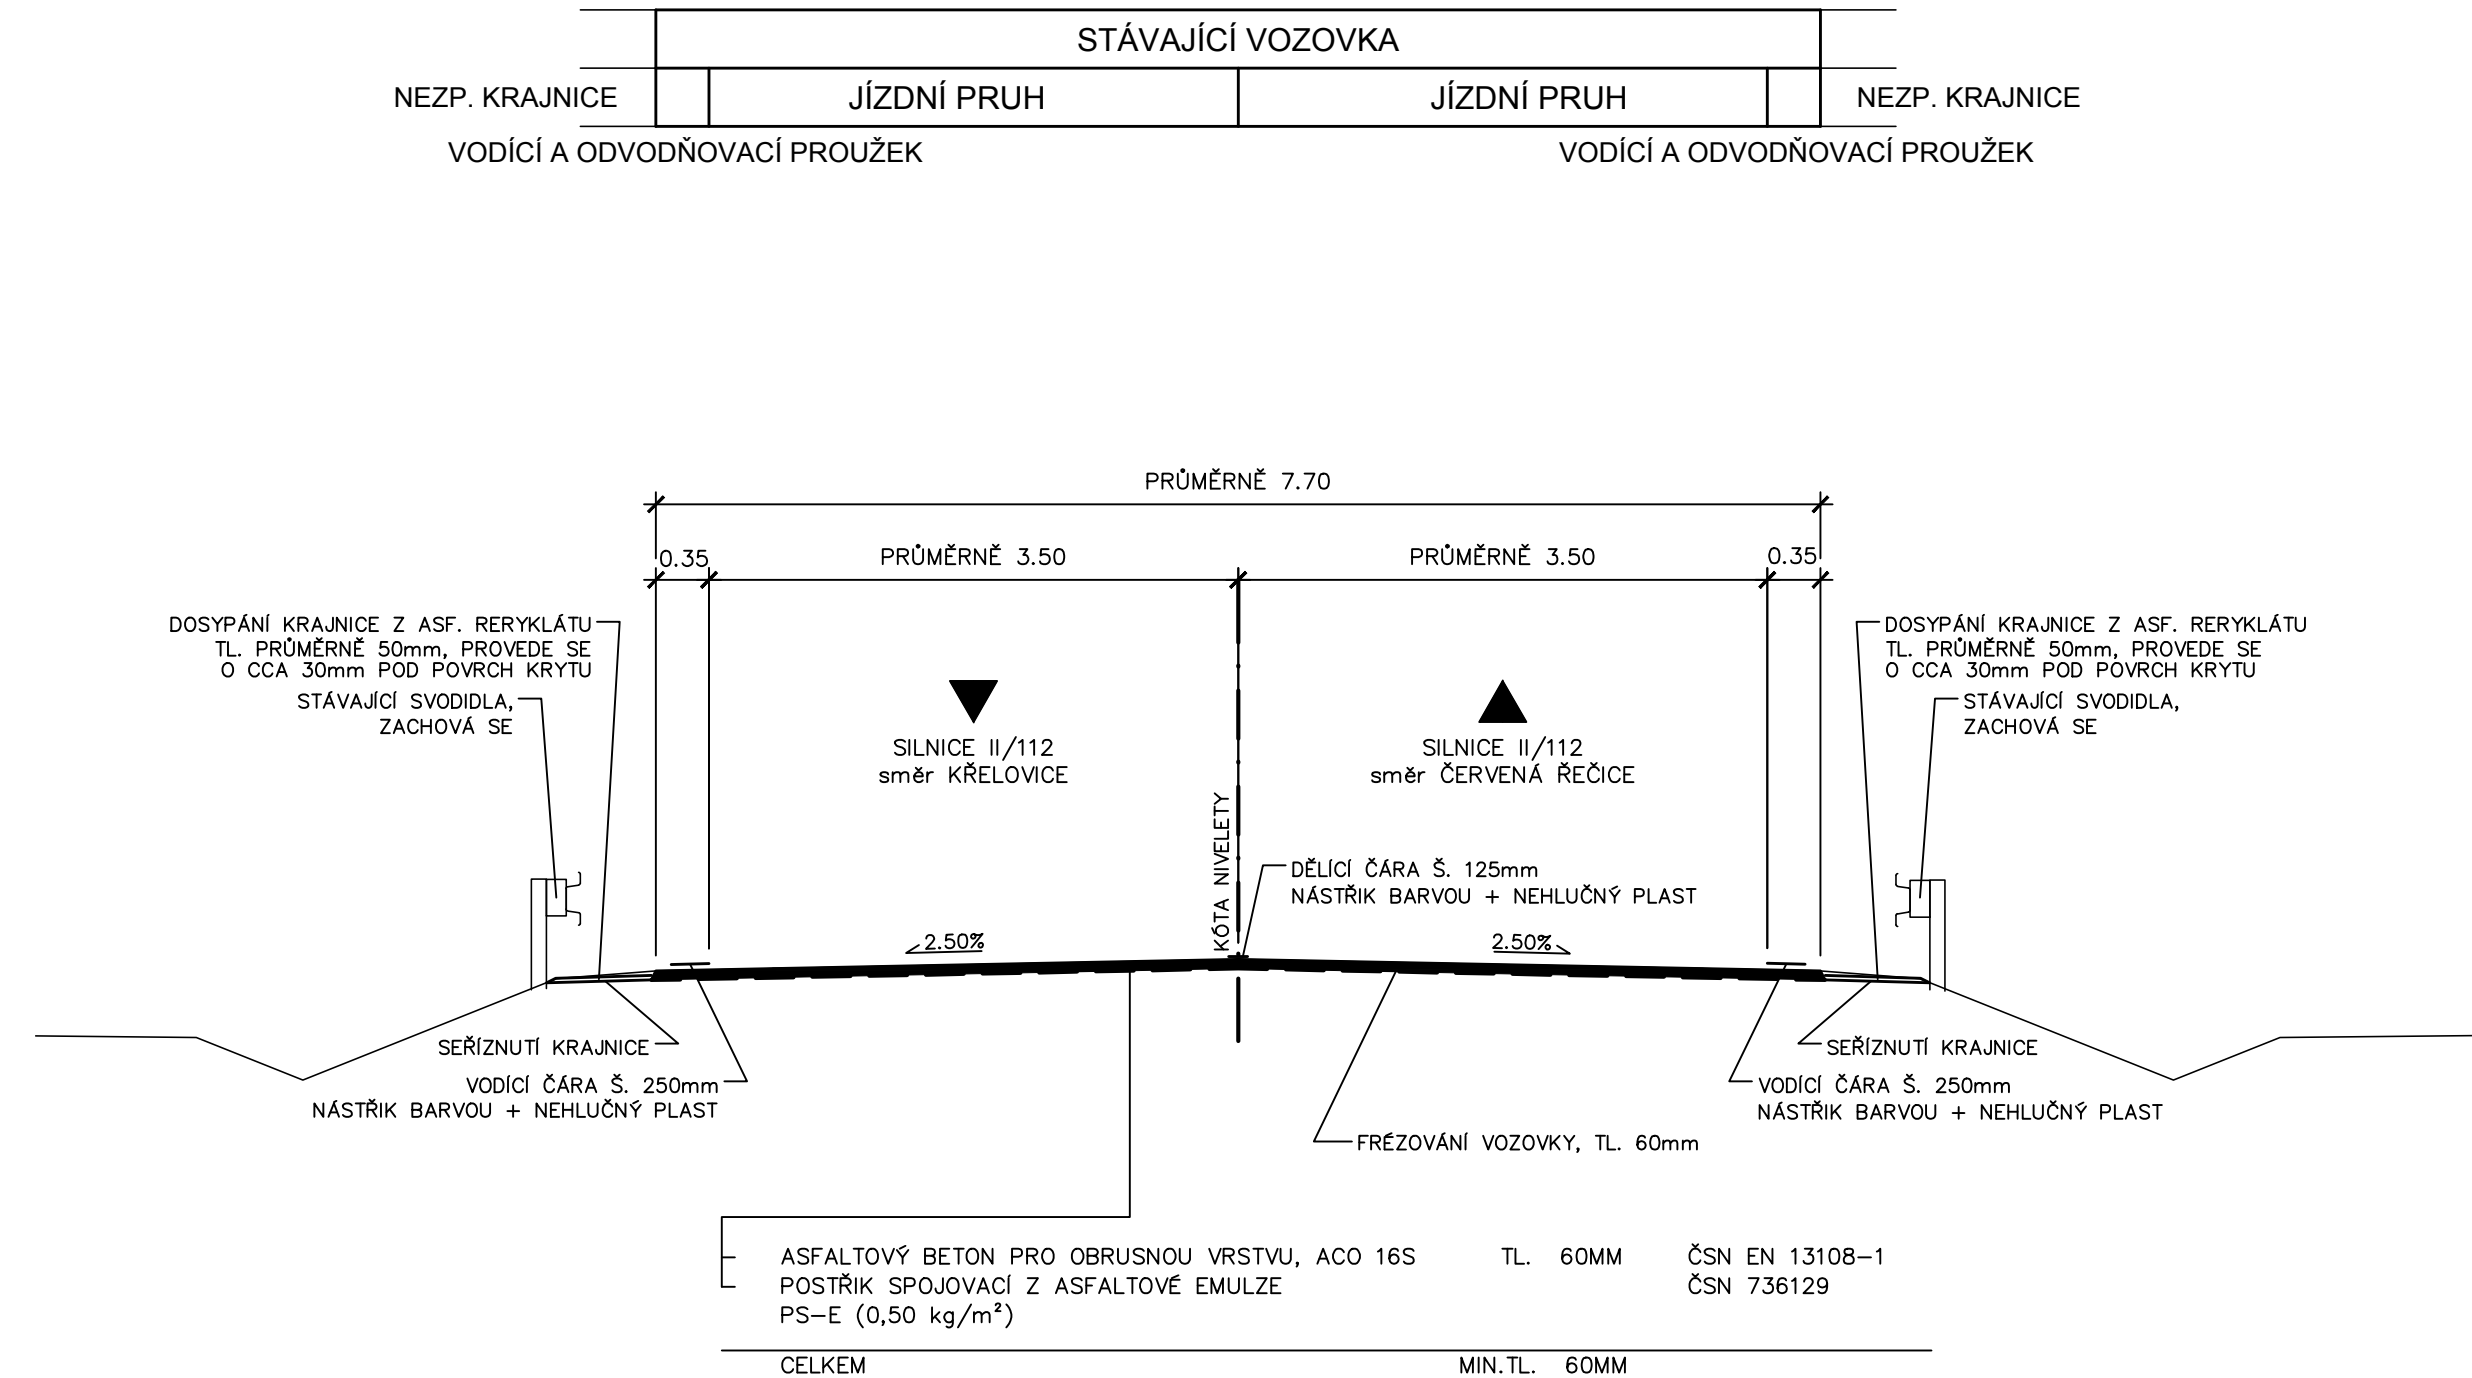 STÁVAJÍCÍ VOZOVKA
NEZP. KRAJNICE
JÍZDNÍ PRUH
JÍZDNÍ PRUH
NEZP. KRAJNICE
VODÍCÍ A ODVODŇOVACÍ PROUŽEK
VODÍCÍ A ODVODŇOVACÍ PROUŽEK
PRŮMĚRNĚ 7.70
0.35
PRŮMĚRNĚ 3.50
PRŮMĚRNĚ 3.50
0.35
DOSYPÁNÍ KRAJNICE Z ASF. RERYKLÁTU
TL. PRŮMĚRNĚ 50mm, PROVEDE SE
O CCA 30mm POD POVRCH KRYTU
STÁVAJÍCÍ SVODIDLA,
ZACHOVÁ SE
DOSYPÁNÍ KRAJNICE Z ASF. RERYKLÁTU
TL. PRŮMĚRNĚ 50mm, PROVEDE SE
O CCA 30mm POD POVRCH KRYTU
STÁVAJÍCÍ SVODIDLA,
ZACHOVÁ SE
SILNICE II/112
směr KŘELOVICE
SILNICE II/112
směr ČERVENÁ ŘEČICE
KÓTA NIVELETY
DĚLÍCÍ ČÁRA Š. 125mm
NÁSTŘIK BARVOU + NEHLUČNÝ PLAST
2.50%
2.50%
SEŘÍZNUTÍ KRAJNICE
VODÍCÍ ČÁRA Š. 250mm
NÁSTŘIK BARVOU + NEHLUČNÝ PLAST
SEŘÍZNUTÍ KRAJNICE
VODÍCÍ ČÁRA Š. 250mm
NÁSTŘIK BARVOU + NEHLUČNÝ PLAST
FRÉZOVÁNÍ VOZOVKY, TL. 60mm
ASFALTOVÝ BETON PRO OBRUSNOU VRSTVU, ACO 16S TL. 60MM ČSN EN 13108-1
POSTŘIK SPOJOVACÍ Z ASFALTOVÉ EMULZE ČSN 736129
PS-E (0,50 kg/m²)
CELKEM MIN.TL. 60MM